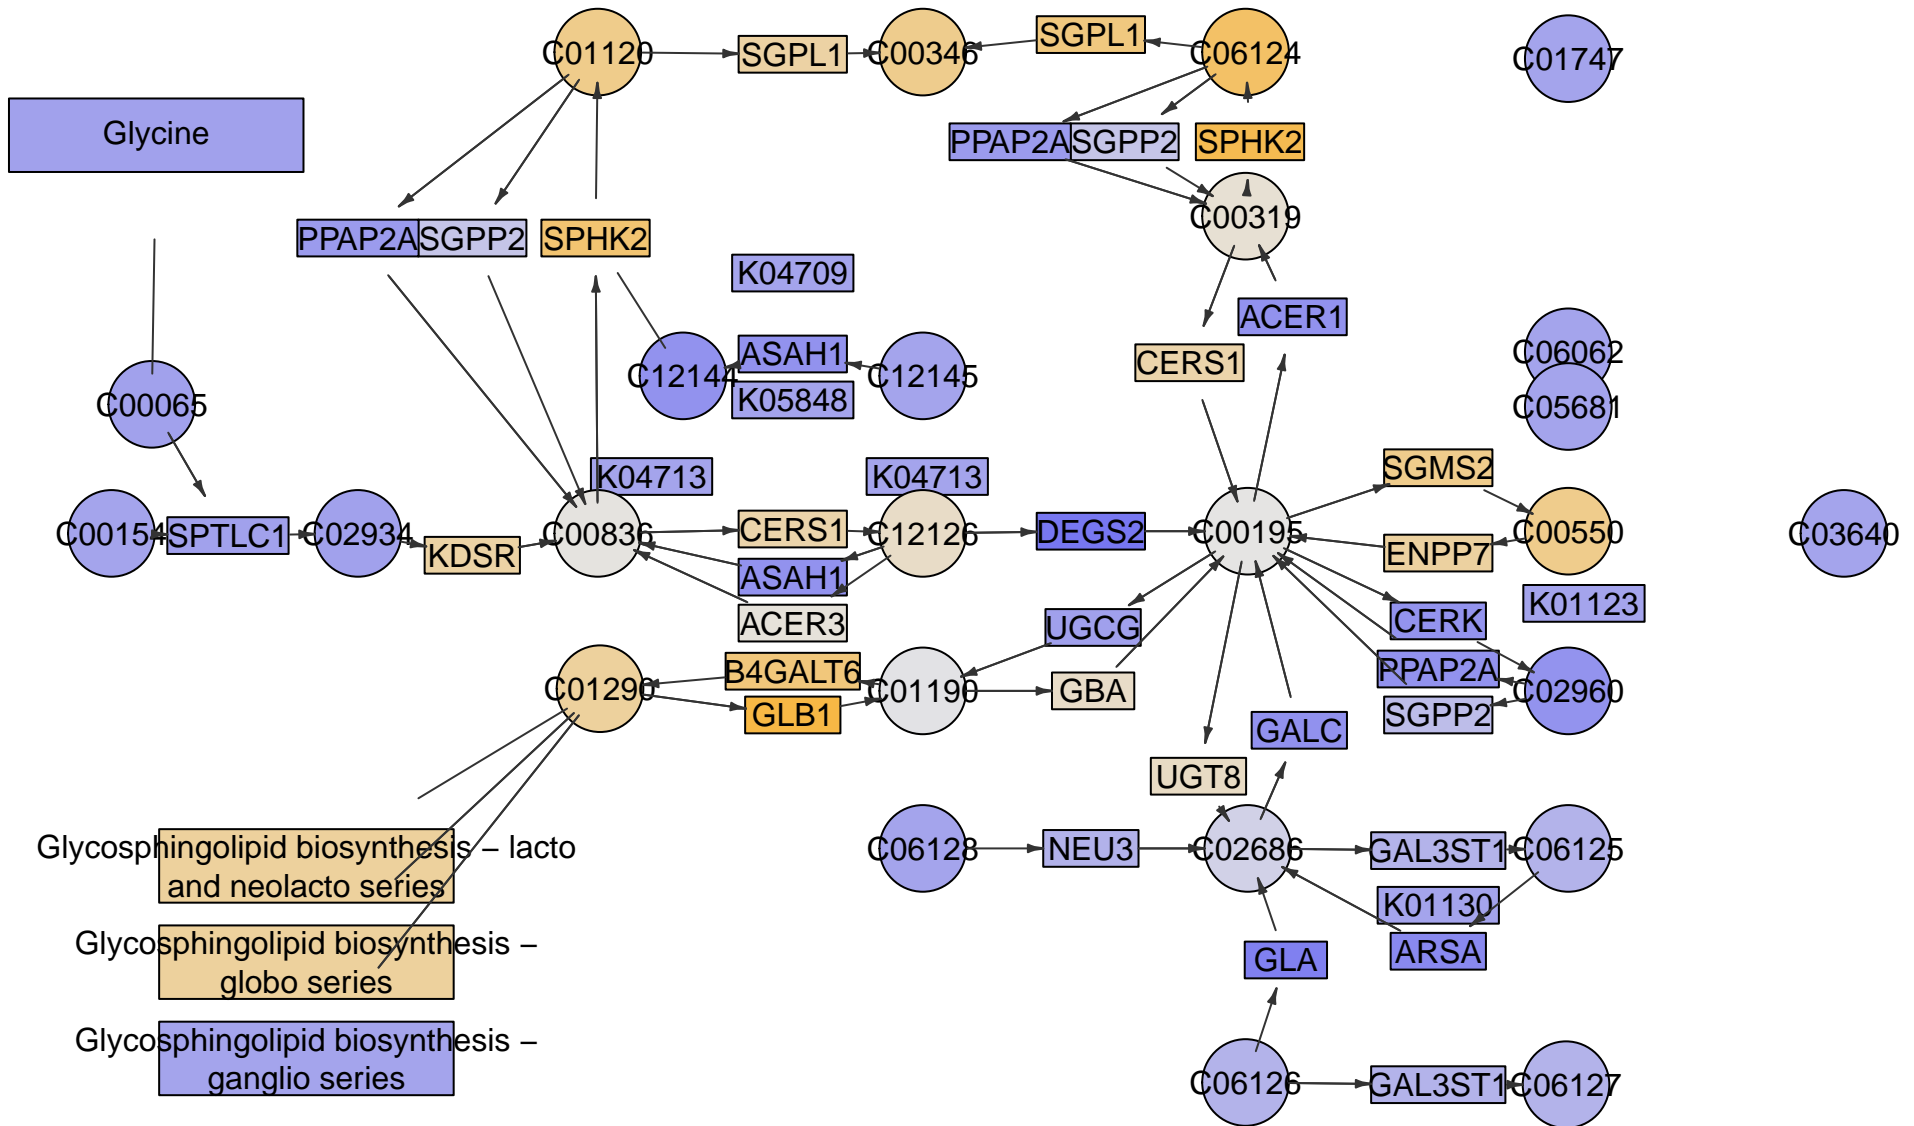 C01120
SGPL1
C00346
SGPL1
C06124
C01747
Glycine
PPAP2A
SGPP2
SPHK2
C00319
PPAP2A
SGPP2
SPHK2
K04709
ACER1
C00065
C12144
ASAH1
C12145
K05848
CERS1
C06062
C05681
K04713
K04713
SGMS2
C00154
SPTLC1
C02934
KDSR
C00836
CERS1
C12126
DEGS2
C00195
C00550
ENPP7
C03640
ASAH1
ACER3
UGCG
CERK
K01123
C01290
B4GALT6
C01190
GBA
PPAP2A
C02960
GLB1
SGPP2
GALC
UGT8
Glycosphingolipid biosynthesis – lacto
and neolacto series
C06128
NEU3
C02686
GAL3ST1
C06125
K01130
Glycosphingolipid biosynthesis –
globo series
GLA
ARSA
Glycosphingolipid biosynthesis –
ganglio series
C06126
GAL3ST1
C06127